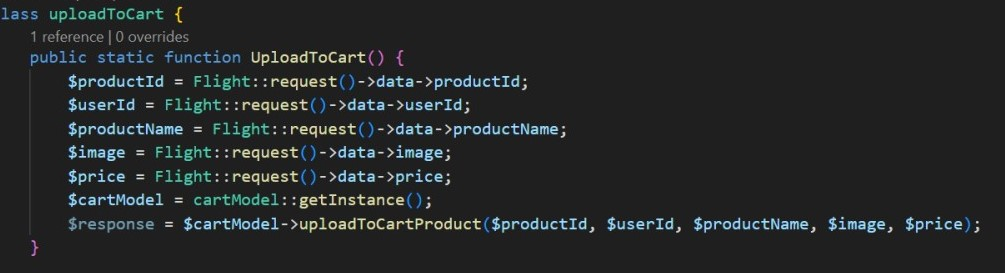 lass uploadToCart {
1 reference | 0 overrides
public static function UploadToCart() {
$productId = Flight::request()->data->productId;
$userId = Flight::request()->data->userId;
$productName = Flight::request()->data->productName;
$image = Flight::request()->data->image;
$price = Flight::request()->data->price;
$cartModel = cartModel::getInstance();
$response = $cartModel->uploadToCartProduct($productId, $userId, $productName, $image, $price);
}